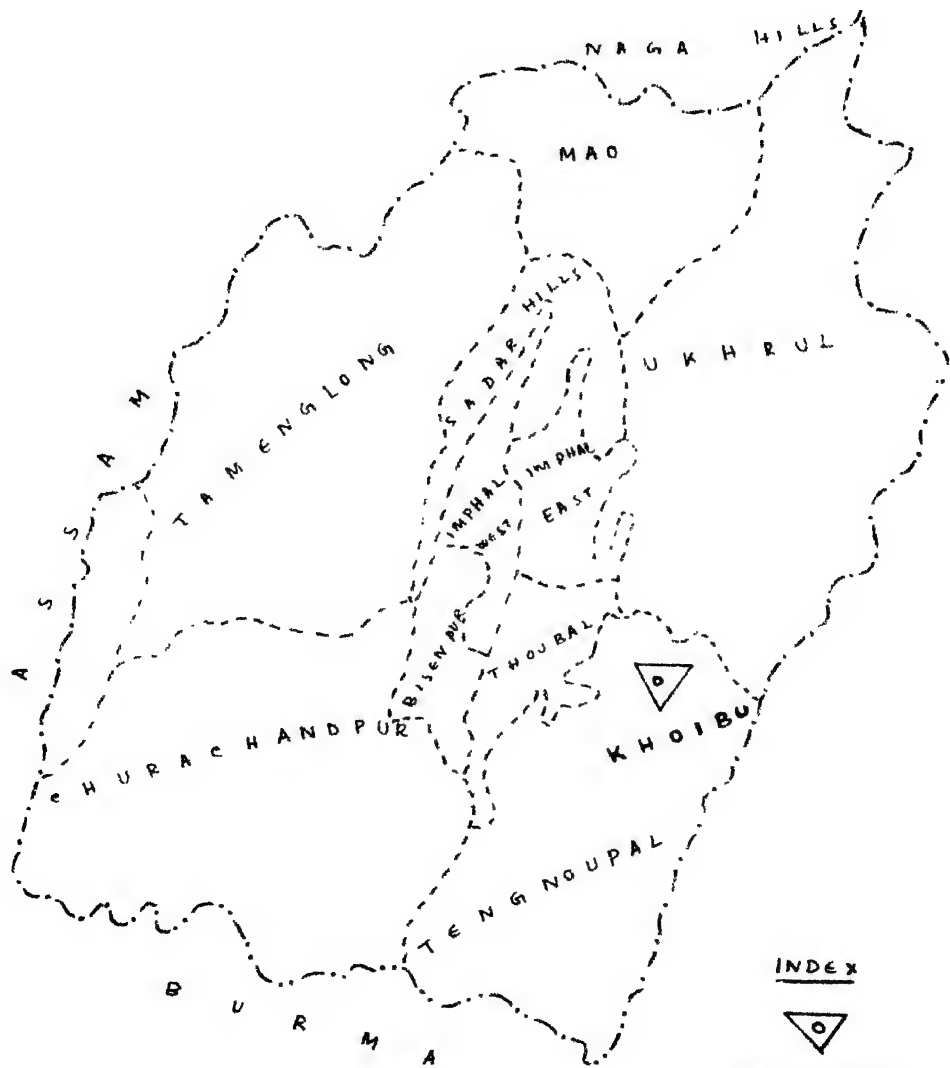 NAGA HILLS
MAO
SADAR HILLS
UKHRUL
ASSAM
TAMENGLONG
IMPHAL WEST
IMPHAL EAST
BISENPUR
THOUBAL
KHOIBU
CHURACHANDPUR
TENGNOUPAL
BURMA
INDEX